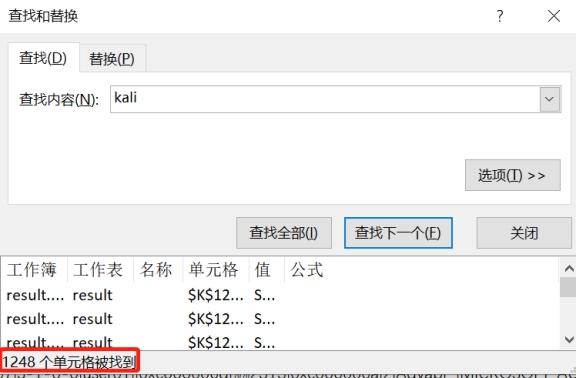 查找和替换
查找(D) 替换(P)
查找内容(N): kali
选项(T) >>
查找全部(I) 查找下一个(F) 关闭
工作簿 工作表 名称 单元格 值 公式
result.... result $K$12... S...
result.... result $K$12... S...
result.... result $K$12... S...
1248 个单元格被找到